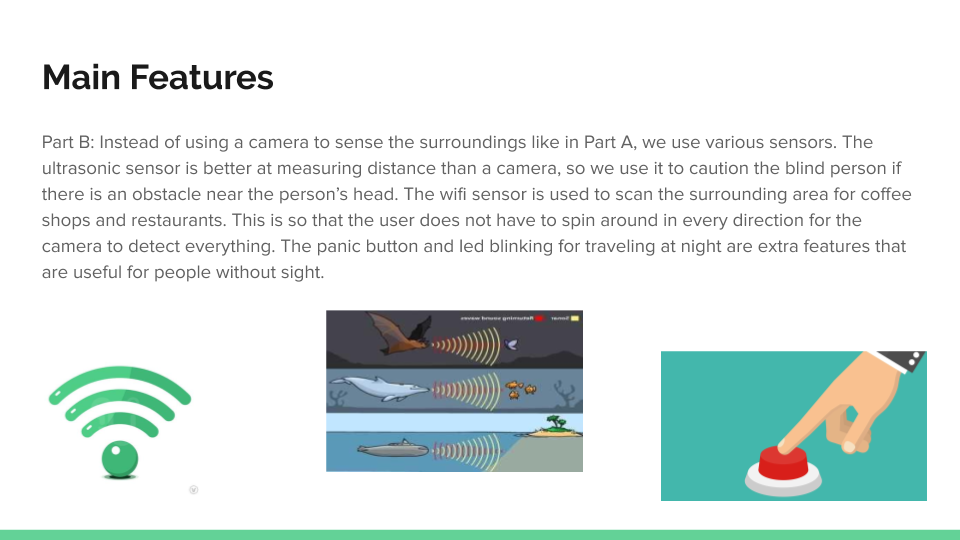 Main Features
Part B: Instead of using a camera to sense the surroundings like in Part A, we use various sensors. The
ultrasonic sensor is better at measuring distance than a camera, so we use it to caution the blind person if
there is an obstacle near the person’s head. The wifi sensor is used to scan the surrounding area for coffee
shops and restaurants. This is so that the user does not have to spin around in every direction for the
camera to detect everything. The panic button and led blinking for traveling at night are extra features that
are useful for people without sight.